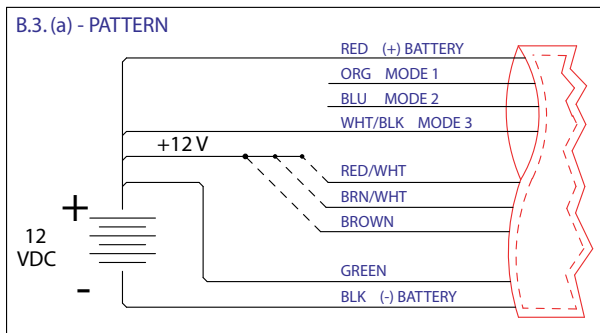 B.3. (a) - PATTERN
RED (+) BATTERY
ORG MODE 1
BLU MODE 2
WHT/BLK MODE 3
+12 V
RED/WHT
BRN/WHT
BROWN
+
12
VDC
-
GREEN
BLK (-) BATTERY